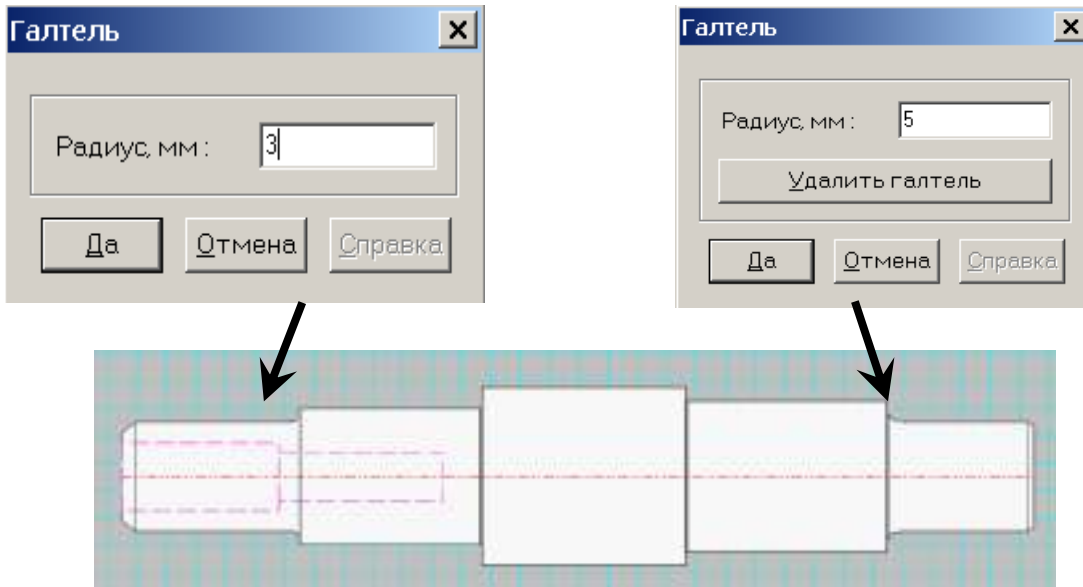 Галтель
Радиус, мм :
3
Да
Отмена
Справка
Галтель
Радиус, мм :
5
Удалить галтель
Да
Отмена
Справка